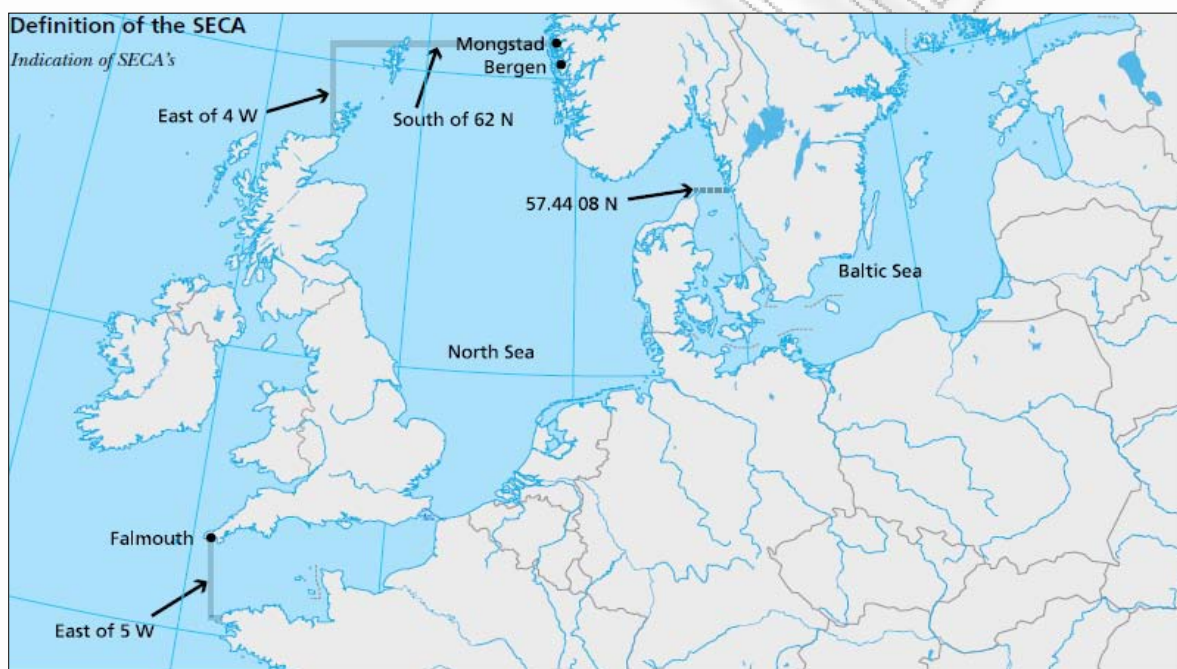 Definition of the SECA
Indication of SECA's
Mongstad
Bergen
East of 4 W
South of 62 N
57.44 08 N
Baltic Sea
North Sea
Falmouth
East of 5 W